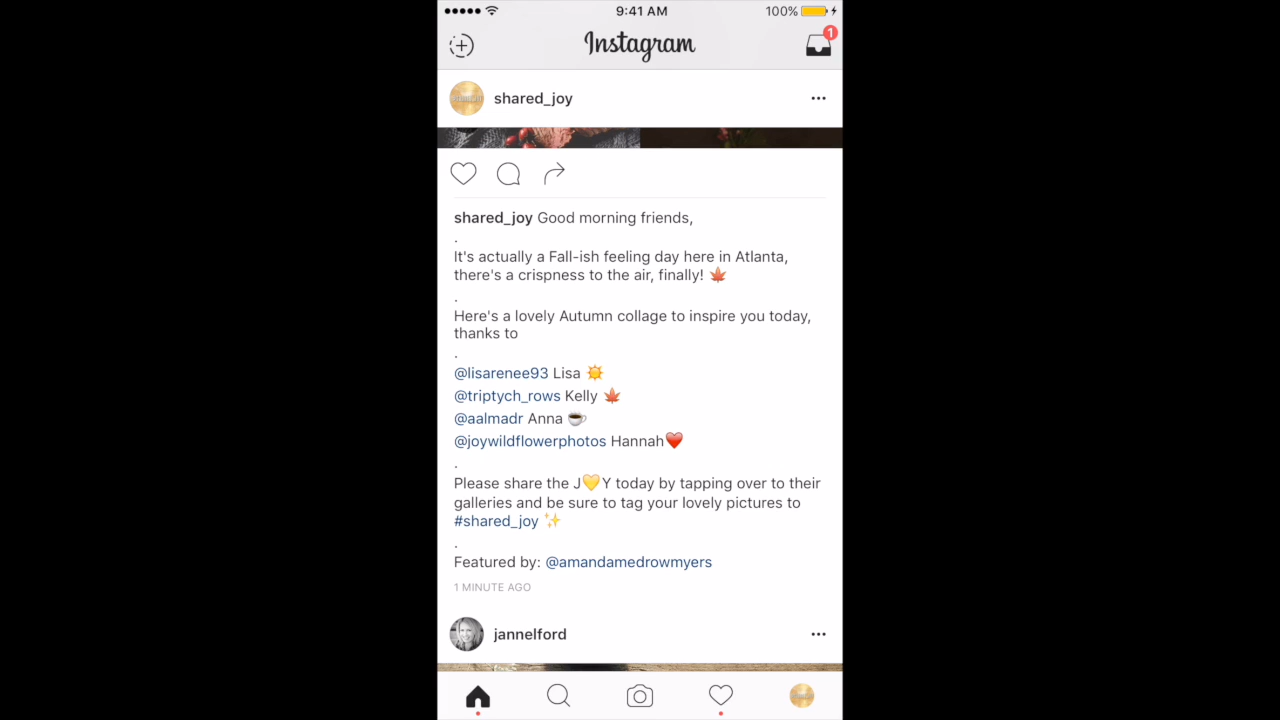 9:41 AM
100%
Instagram
1
shared_joy
shared_joy Good morning friends,
.
It's actually a Fall-ish feeling day here in Atlanta,
there's a crispness to the air, finally! 🍁
.
Here's a lovely Autumn collage to inspire you today,
thanks to
.
@lisarenee93 Lisa ☀️
@triptych_rows Kelly 🍁
@aalmadr Anna ☕
@joywildflowerphotos Hannah❤️
.
Please share the J💛Y today by tapping over to their
galleries and be sure to tag your lovely pictures to
#shared_joy ✨
.
Featured by: @amandamedrowmyers
1 MINUTE AGO
jannelford